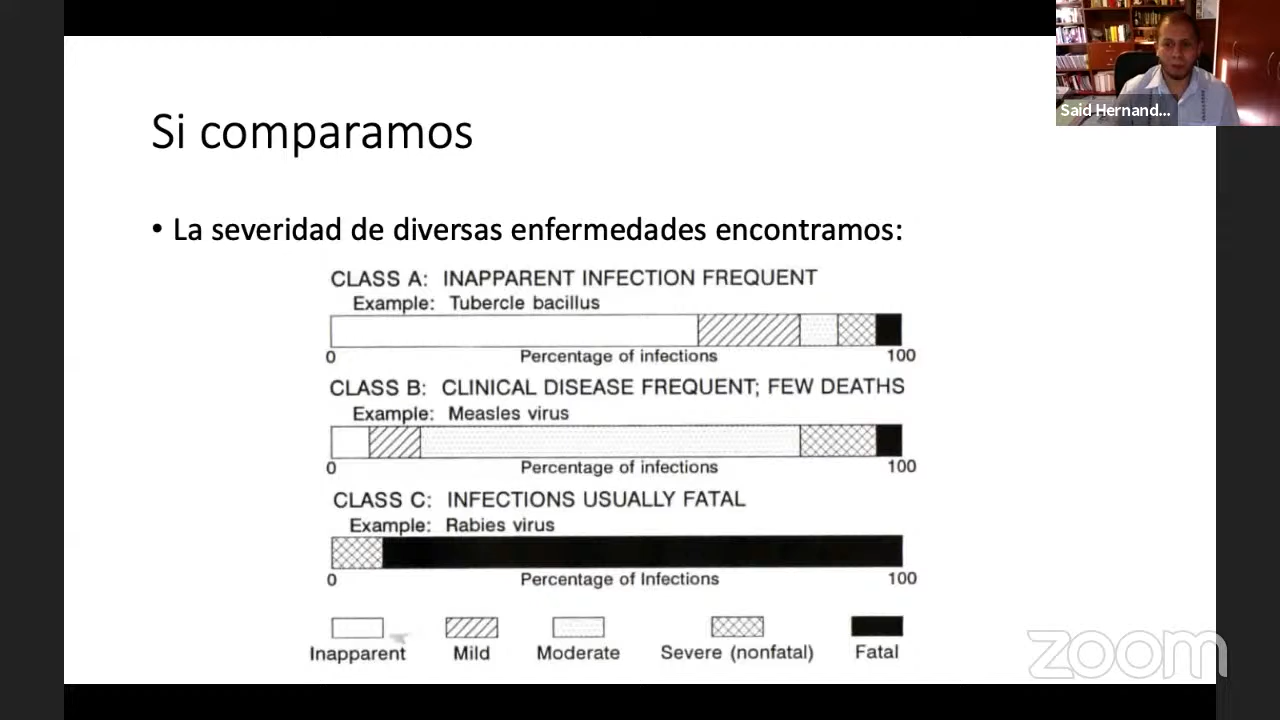 Said Hernand...
Si comparamos
• La severidad de diversas enfermedades encontramos:
CLASS A: INAPPARENT INFECTION FREQUENT
Example: Tubercle bacillus
0 Percentage of infections 100
CLASS B: CLINICAL DISEASE FREQUENT; FEW DEATHS
Example: Measles virus
0 Percentage of infections 100
CLASS C: INFECTIONS USUALLY FATAL
Example: Rabies virus
0 Percentage of Infections 100
Inapparent Mild Moderate Severe (nonfatal) Fatal
zoom